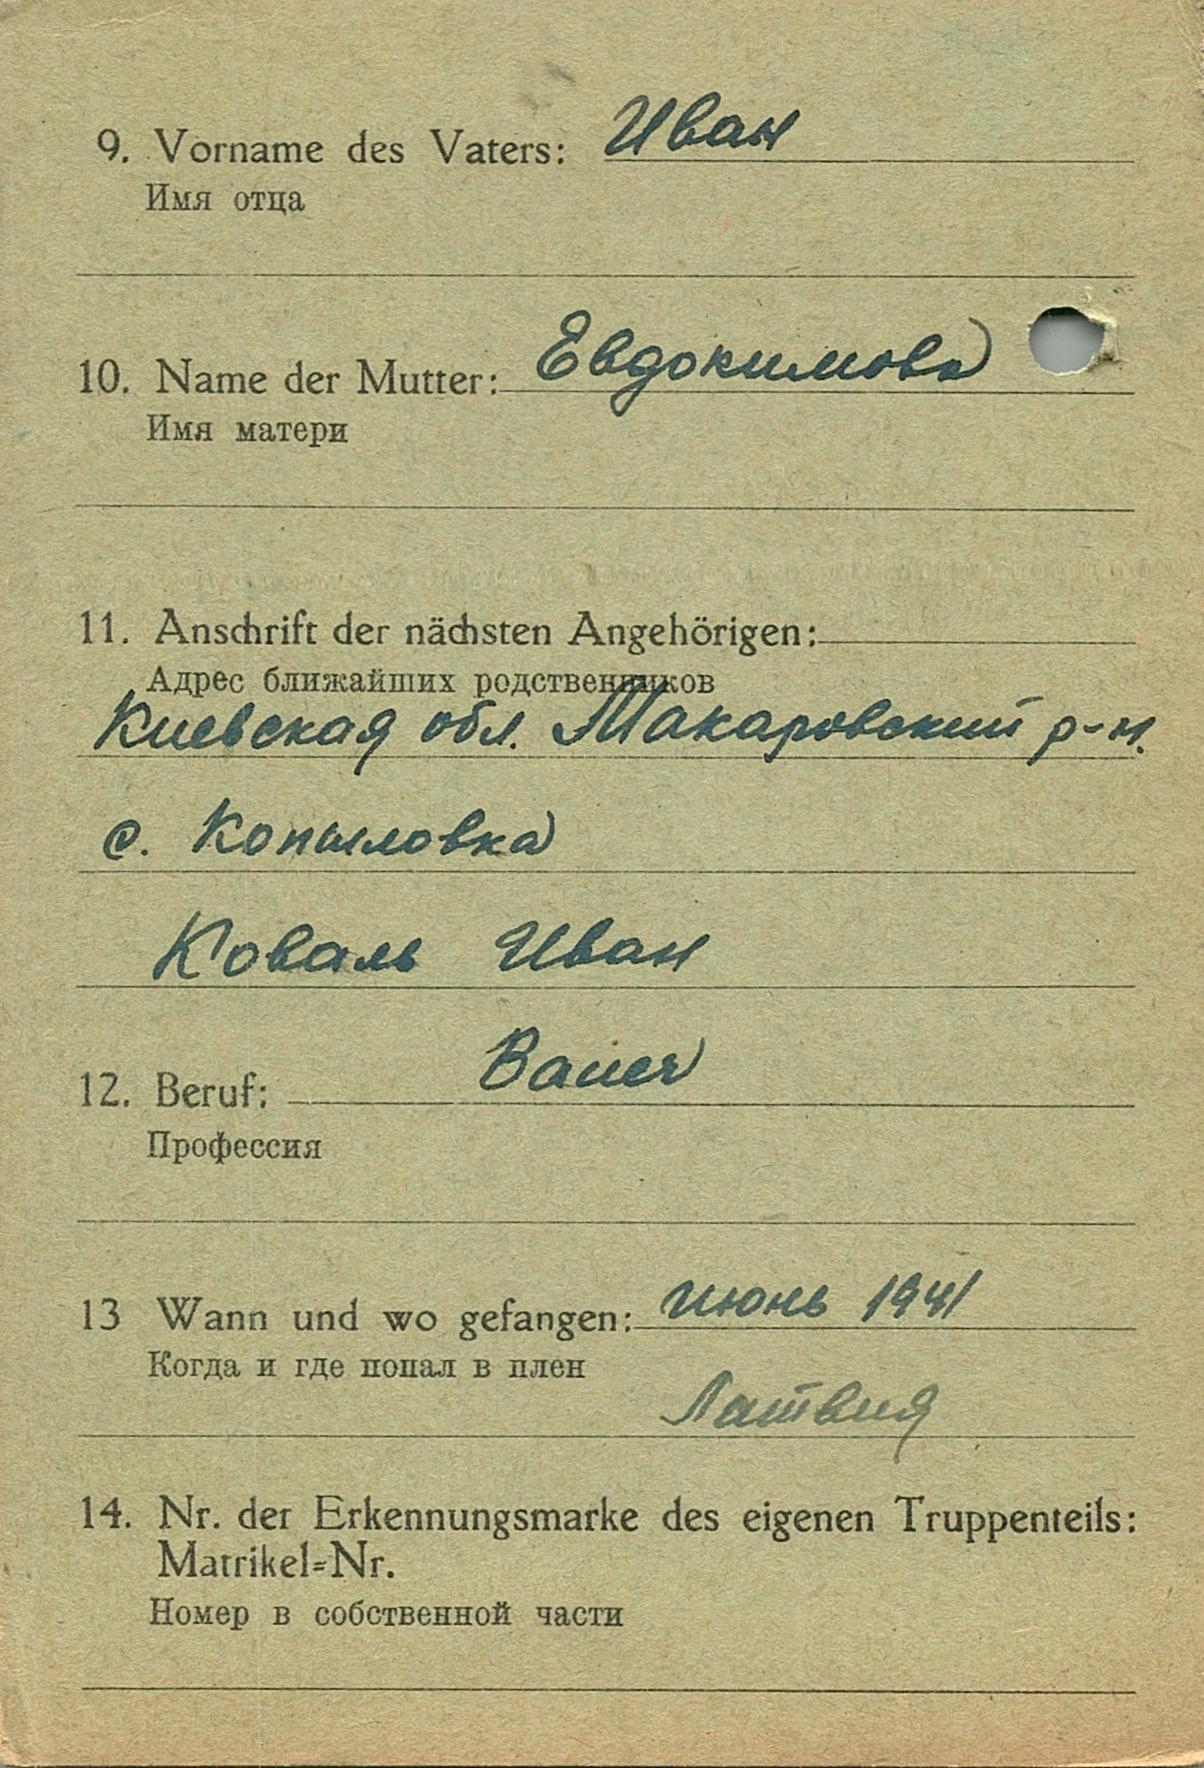 9. Vorname des Vaters: Иван
Имя отца
10. Name der Mutter: Евдокимова
Имя матери
11. Anschrift der nächsten Angehörigen:
Адрес ближайших родственников
Киевская обл. Макаровский р-н.
с. Копыловка
Коваль Иван
12. Beruf: Bauer
Профессия
13 Wann und wo gefangen: июнь 1941
Когда и где попал в плен
Латвия
14. Nr. der Erkennungsmarke des eigenen Truppenteils:
Matrikel=Nr.
Номер в собственной части